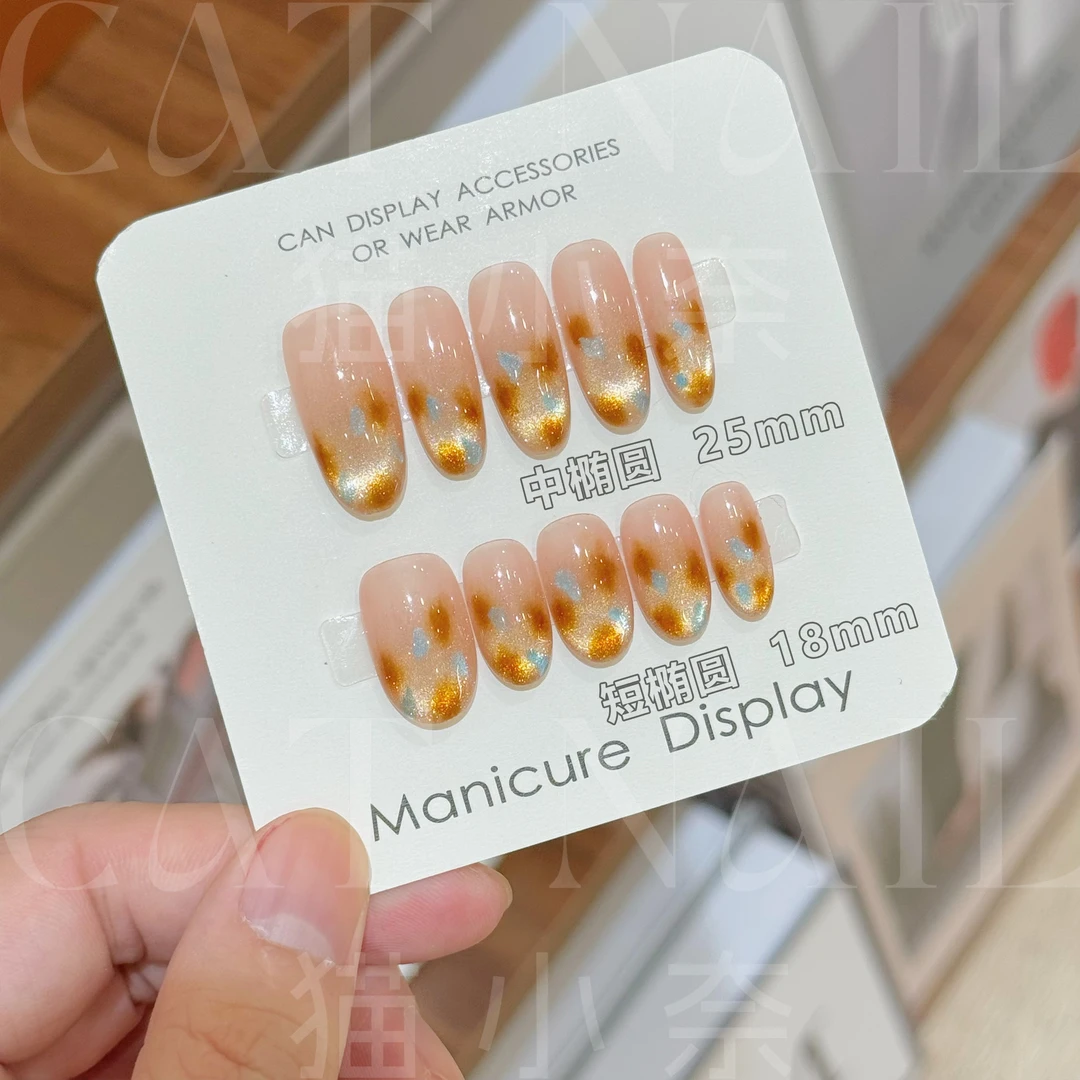 CAT NAIL
CAN DISPLAY ACCESSORIES
OR WEAR ARMOR
猫小奈
中椭圆 25mm
短椭圆 18mm
Manicure Display
CAT NAIL
猫小奈